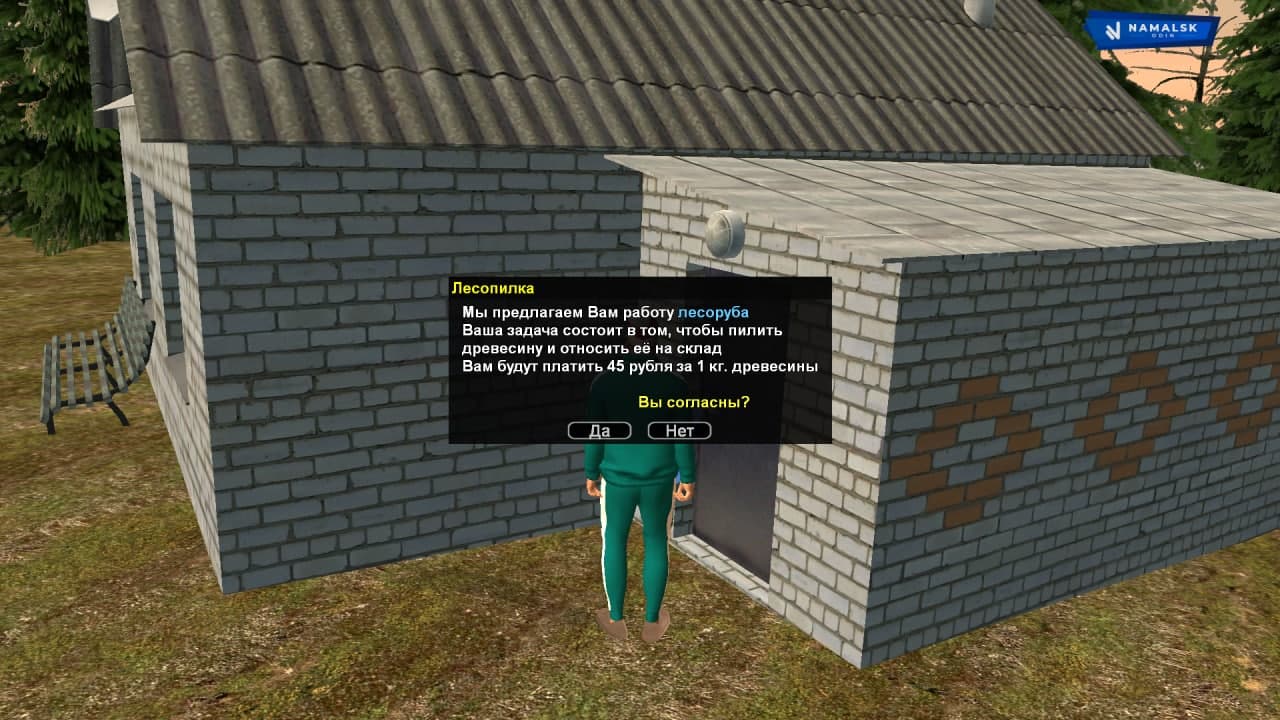 NAMALSK
ODIN
Лесопилка
Мы предлагаем Вам работу лесоруба
Ваша задача состоит в том, чтобы пилить
древесину и относить её на склад
Вам будут платить 45 рубля за 1 кг. древесины
Вы согласны?
Да Нет